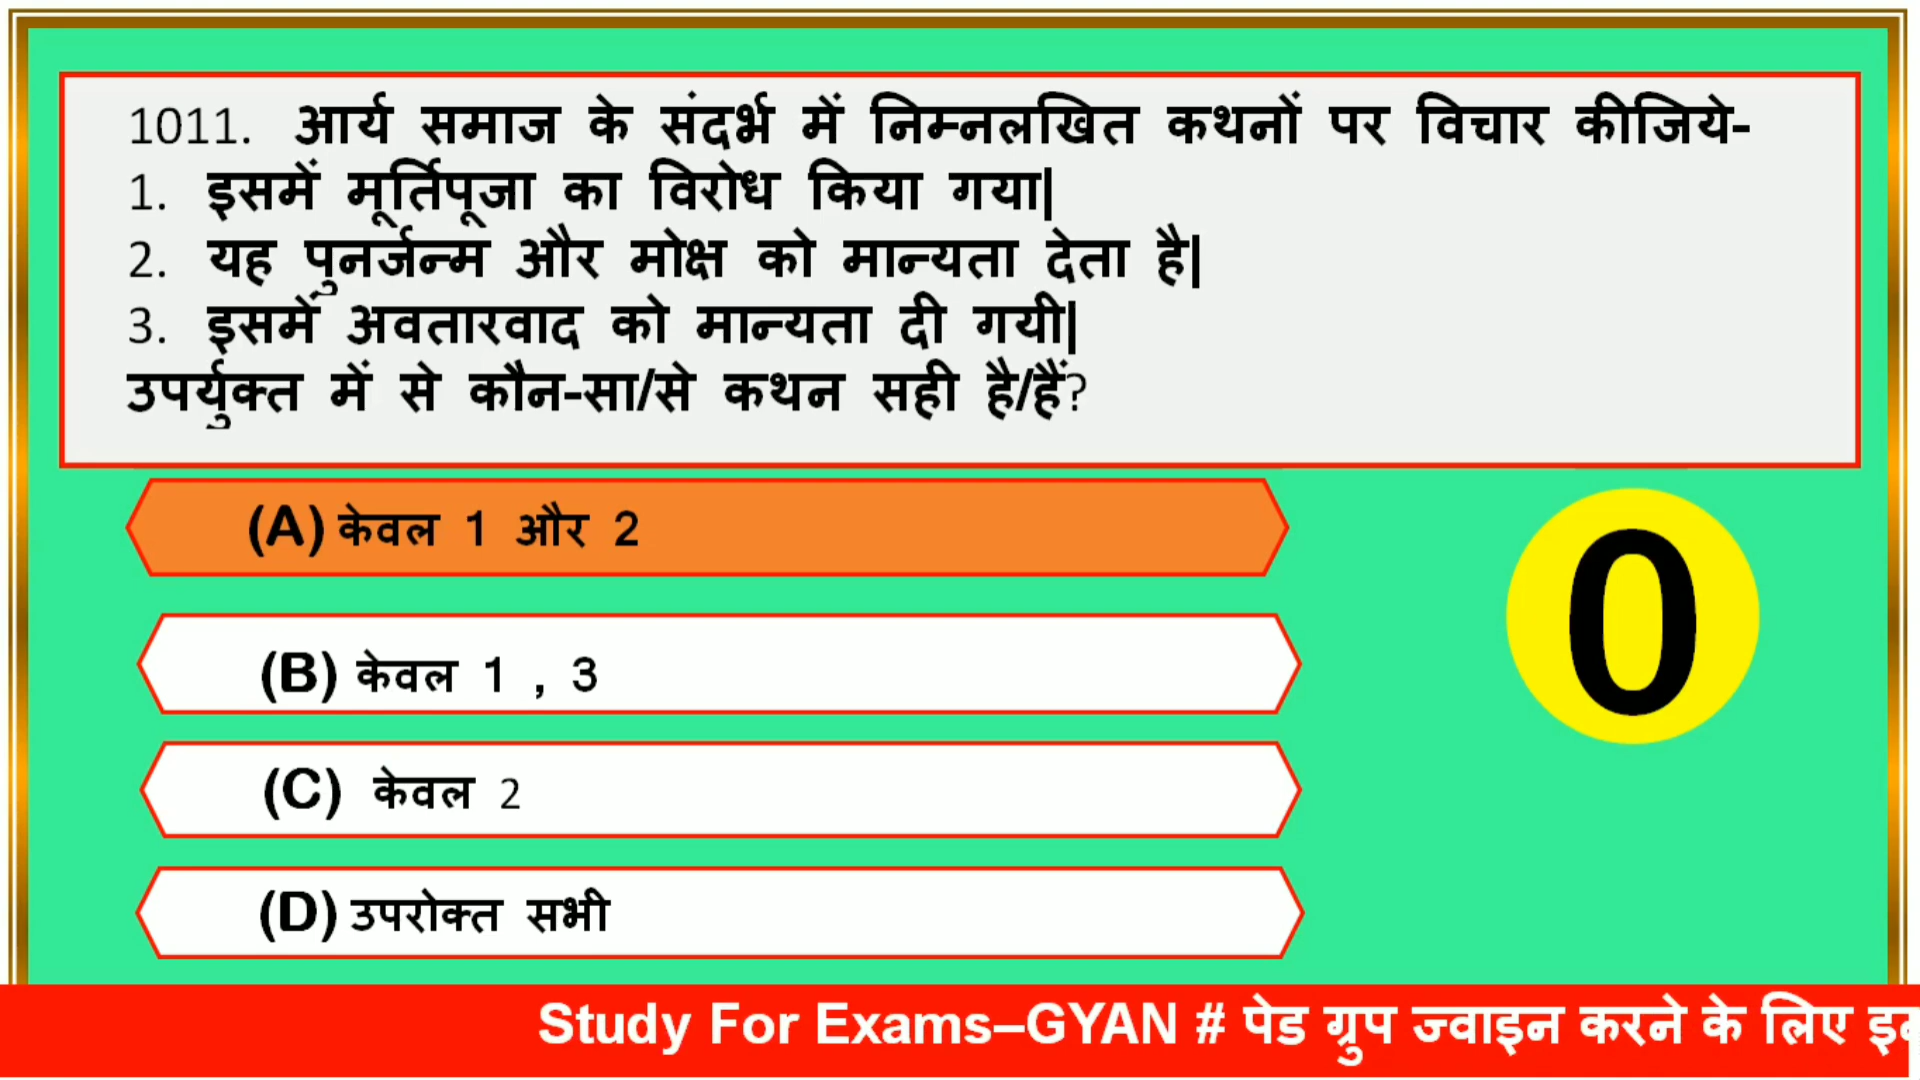 1011. आर्य समाज के संदर्भ में निम्नलखित कथनों पर विचार कीजिये-
1. इसमें मूर्तिपूजा का विरोध किया गया|
2. यह पुनर्जन्म और मोक्ष को मान्यता देता है|
3. इसमें अवतारवाद को मान्यता दी गयी|
उपर्युक्त में से कौन-सा/से कथन सही है/हैं?
(A) केवल 1 और 2
(B) केवल 1 , 3
0
(C) केवल 2
(D) उपरोक्त सभी
Study For Exams–GYAN # पेड ग्रुप ज्वाइन करने के लिए